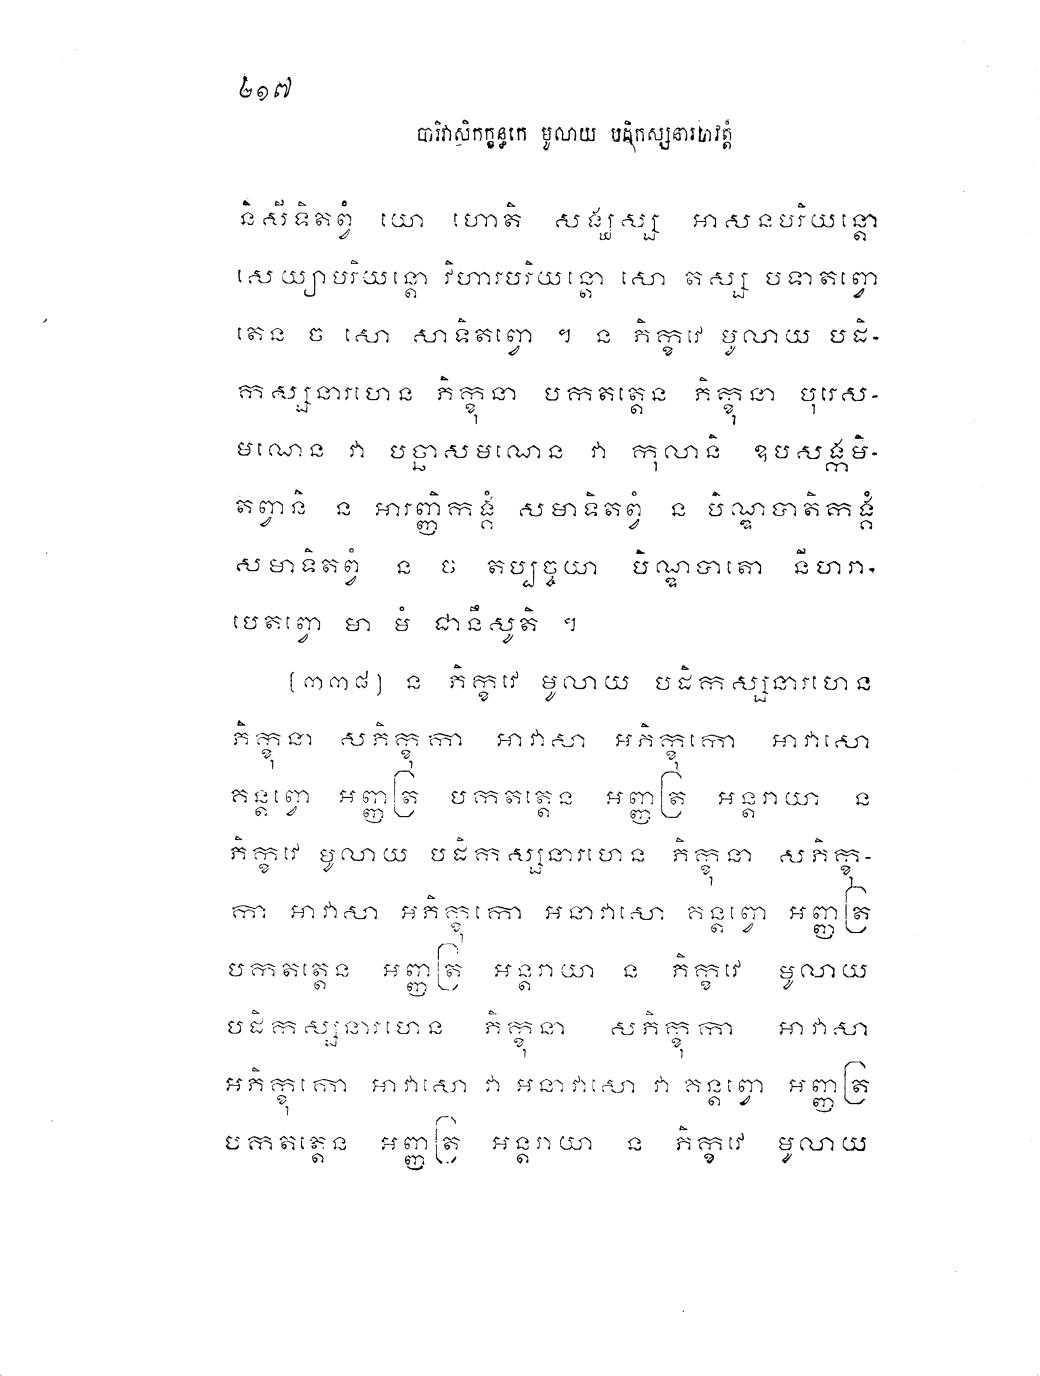 ២១៧
បារិវាសិកក្ខន្ធកេ មូលាយ បដិកស្សនារហវត្តំ
និសីទិតព្វំ យោ ហោតិ សង្ឃស្ស អាសនបរិយន្តោ
សេយ្យាបរិយន្តោ វិហារបរិយន្តោ សោ តស្ស បទាតព្វោ
តេន ច សោ សាទិតព្វោ ។ ន ភិក្ខវេ មូលាយ បដិ-
កស្សនារហេន ភិក្ខុនា បកតត្តេន ភិក្ខុនា បុរេស-
មណេន វា បច្ឆាសមណេន វា កុលានិ ឧបសង្កមិ-
តព្វានិ ន អារញ្ញិកង្គំ សមាទិតព្វំ ន បិណ្ឌបាតិកង្គំ
សមាទិតព្វំ ន ច តប្បច្ចយា បិណ្ឌបាតោ នីហរា-
បេតព្វោ មា មំ ជានឹសូតិ ។
(៣៣៨) ន ភិក្ខវេ មូលាយ បដិកស្សនារហេន
ភិក្ខុនា សភិក្ខុកា អាវាសា អភិក្ខុកោ អាវាសោ
គន្តព្វោ អញ្ញត្រ បកតត្តេន អញ្ញត្រ អន្តរាយា ន
ភិក្ខវេ មូលាយ បដិកស្សនារហេន ភិក្ខុនា សភិក្ខុ-
កា អាវាសា អភិក្ខុកោ អនាវាសោ គន្តព្វោ អញ្ញត្រ
បកតត្តេន អញ្ញត្រ អន្តរាយា ន ភិក្ខវេ មូលាយ
បដិកស្សនារហេន ភិក្ខុនា សភិក្ខុកា អាវាសា
អភិក្ខុកោ អាវាសោ វា អនាវាសោ វា គន្តព្វោ អញ្ញត្រ
បកតត្តេន អញ្ញត្រ អន្តរាយា ន ភិក្ខវេ មូលាយ